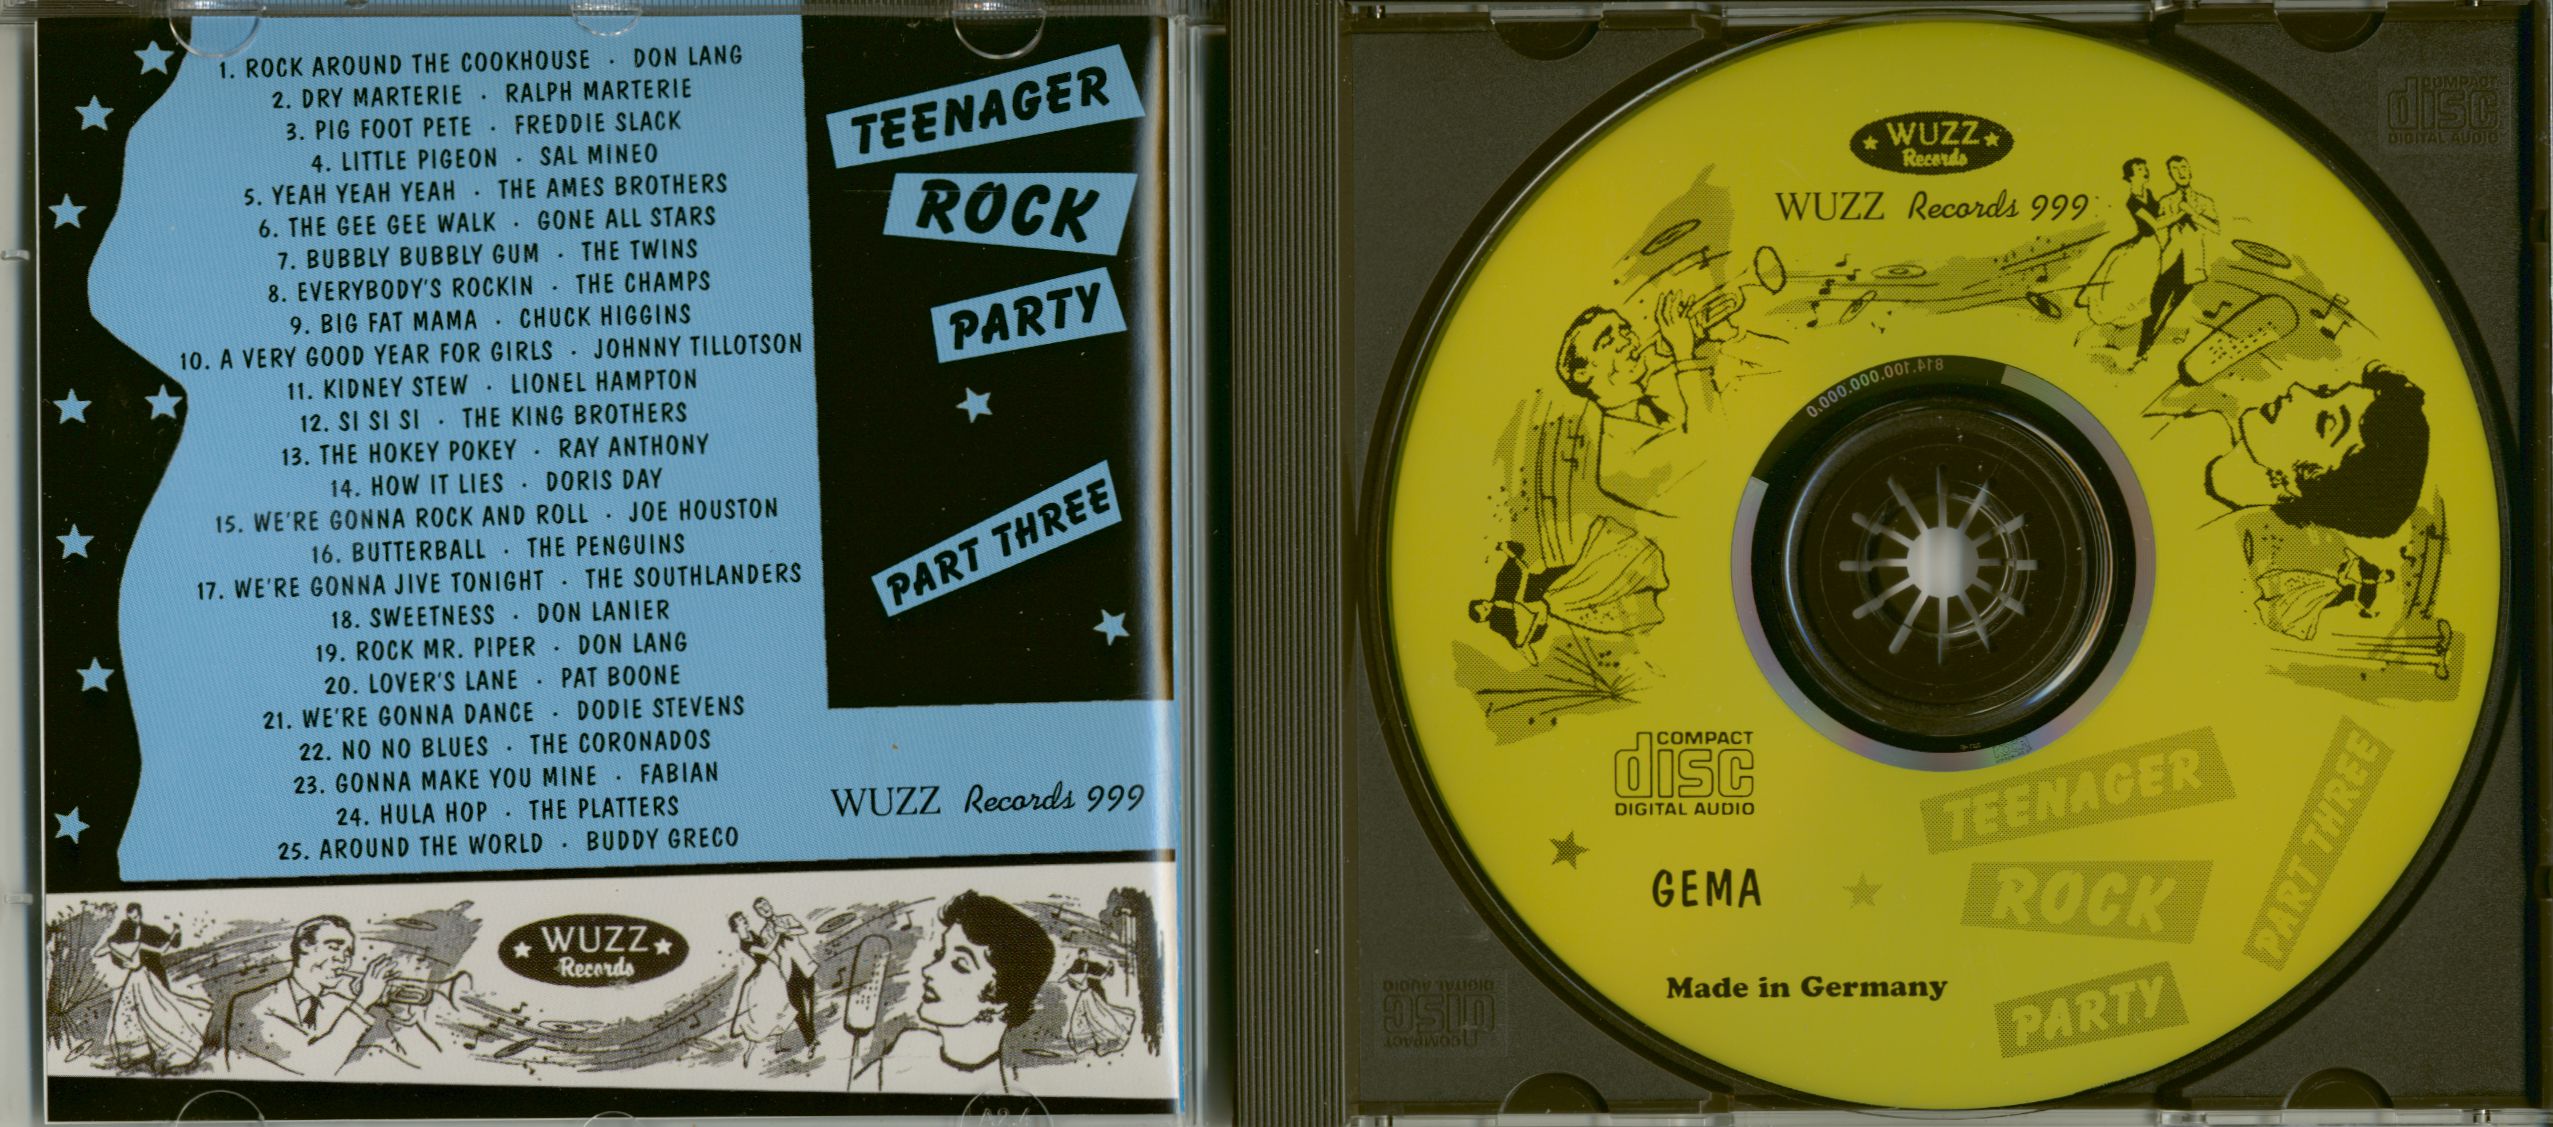 1. ROCK AROUND THE COOKHOUSE · DON LANG
2. DRY MARTERIE · RALPH MARTERIE
3. PIG FOOT PETE · FREDDIE SLACK
4. LITTLE PIGEON · SAL MINEO
5. YEAH YEAH YEAH · THE AMES BROTHERS
6. THE GEE GEE WALK · GONE ALL STARS
7. BUBBLY BUBBLY GUM · THE TWINS
8. EVERYBODY'S ROCKIN · THE CHAMPS
9. BIG FAT MAMA · CHUCK HIGGINS
10. A VERY GOOD YEAR FOR GIRLS · JOHNNY TILLOTSON
11. KIDNEY STEW · LIONEL HAMPTON
12. SI SI SI · THE KING BROTHERS
13. THE HOKEY POKEY · RAY ANTHONY
14. HOW IT LIES · DORIS DAY
15. WE'RE GONNA ROCK AND ROLL · JOE HOUSTON
16. BUTTERBALL · THE PENGUINS
17. WE'RE GONNA JIVE TONIGHT · THE SOUTHLANDERS
18. SWEETNESS · DON LANIER
19. ROCK MR. PIPER · DON LANG
20. LOVER'S LANE · PAT BOONE
21. WE'RE GONNA DANCE · DODIE STEVENS
22. NO NO BLUES · THE CORONADOS
23. GONNA MAKE YOU MINE · FABIAN
24. HULA HOP · THE PLATTERS
25. AROUND THE WORLD · BUDDY GRECO
TEENAGER
ROCK
PARTY
PART THREE
WUZZ Records 999
WUZZ
Records
WUZZ
Records
WUZZ Records 999
814.100.000.000.0
COMPACT
disc
DIGITAL AUDIO
GEMA
Made in Germany
TEENAGER
ROCK
PARTY
PART THREE
COMPACT
disc
DIGITAL AUDIO
COMPACT
disc
DIGITAL AUDIO